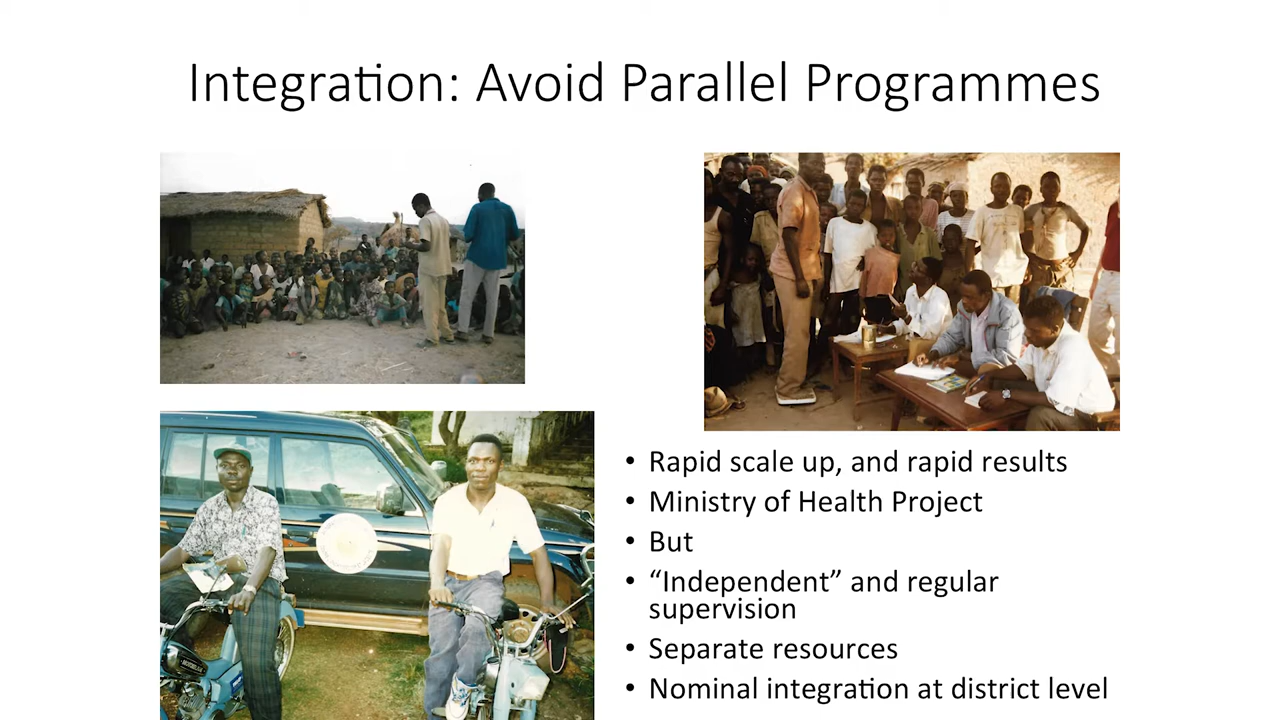 Integration: Avoid Parallel Programmes
• Rapid scale up, and rapid results
• Ministry of Health Project
• But
• “Independent” and regular
supervision
• Separate resources
• Nominal integration at district level